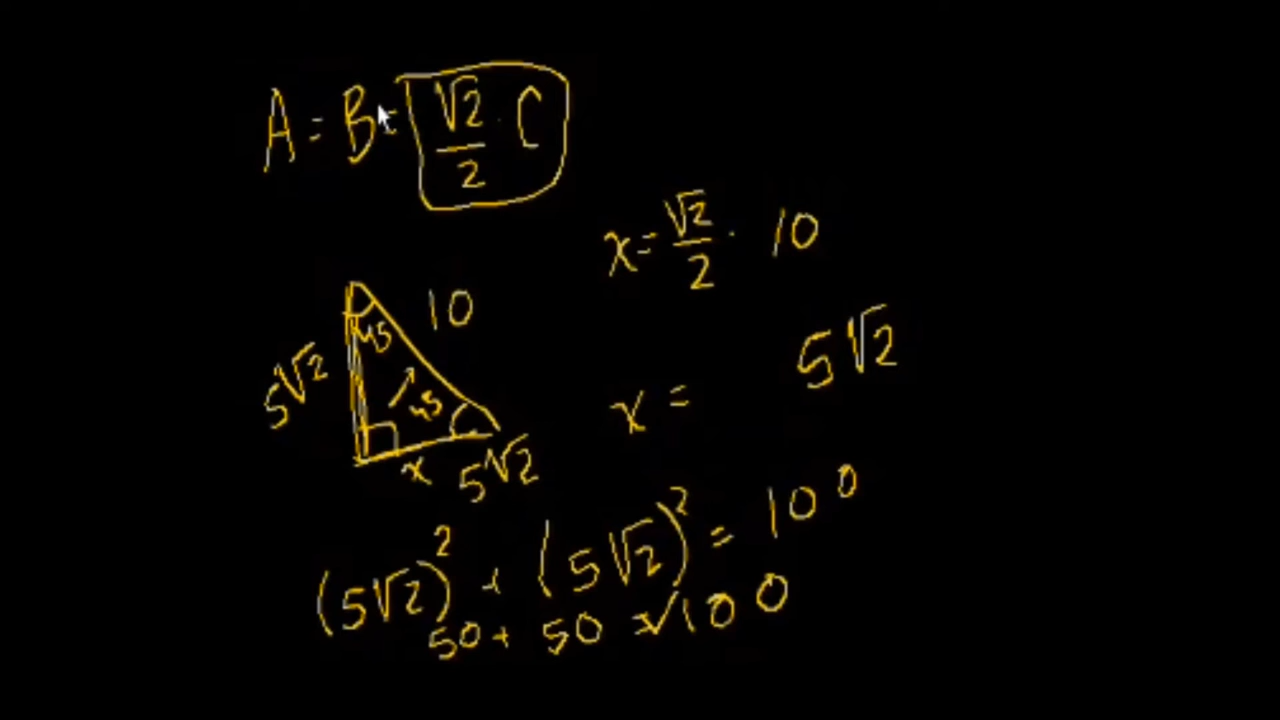 A = B = √2/2 · C
x = √2/2 · 10
10
45
5√2
45
x = 5√2
x 5√2
(5√2)² + (5√2)² = 100
50 + 50 = 100